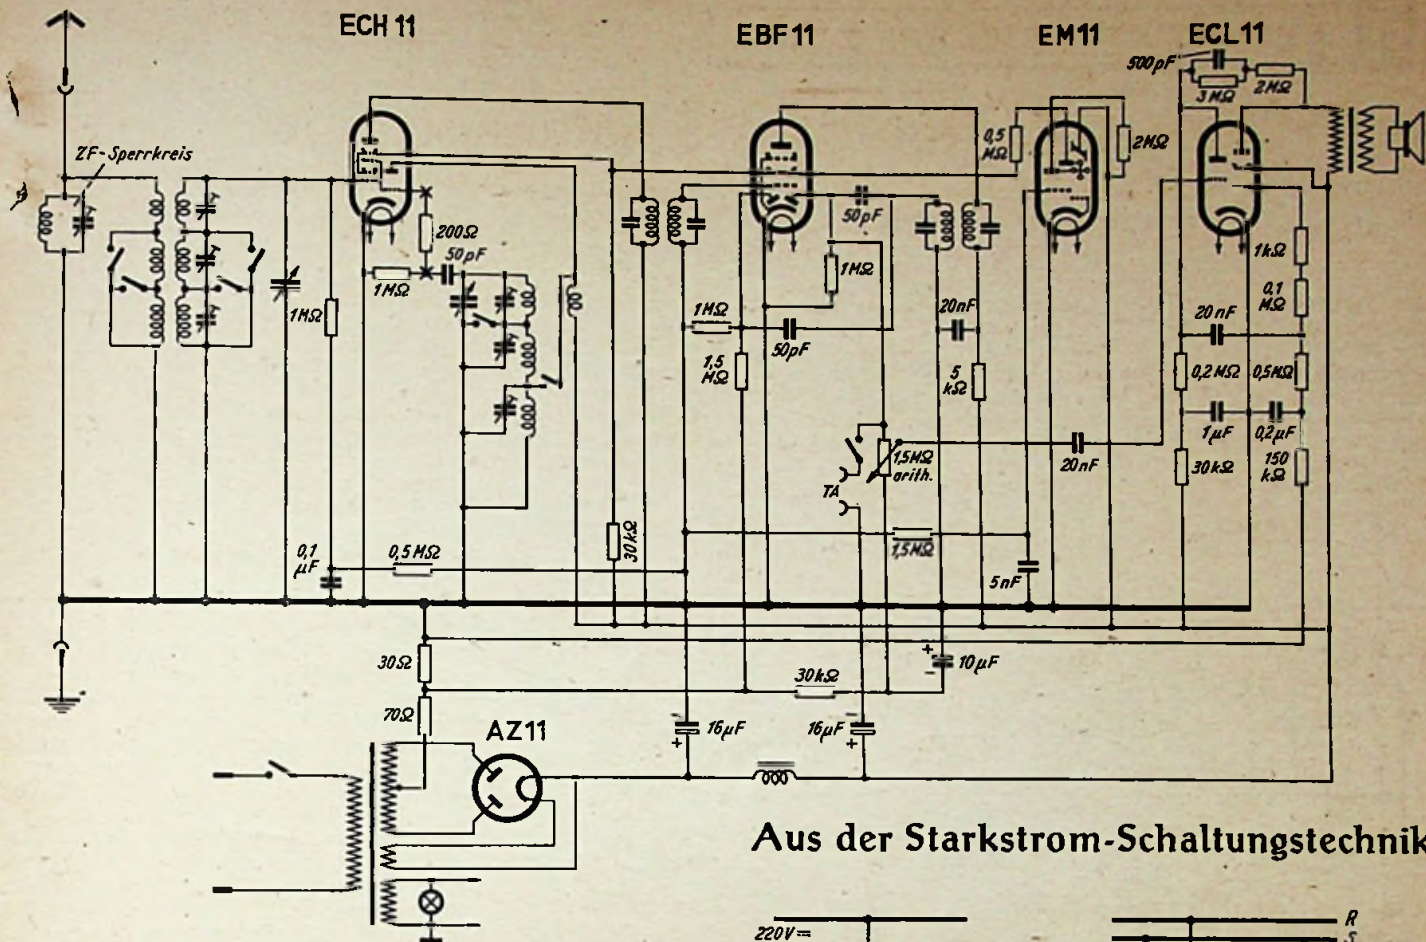 ECH 11
EBF 11
EM 11
ECL 11
500pF
3MΩ
2MΩ
ZF-Sperrkreis
0,5
MΩ
2MΩ
50pF
200Ω
50pF
1MΩ
1MΩ
1kΩ
0,1
MΩ
1MΩ
1MΩ
50pF
20nF
20nF
1,5
MΩ
5
kΩ
0,2MΩ
0,5MΩ
1µF
0,2µF
1,5MΩ
arith.
20nF
30kΩ
150
kΩ
TA
30kΩ
0,1
µF
0,5MΩ
1,5MΩ
5nF
30Ω
30kΩ
+
-
10µF
70Ω
AZ11
-
+
16µF
16µF
-
+
Aus der Starkstrom-Schaltungstechnik
220V=
R
S